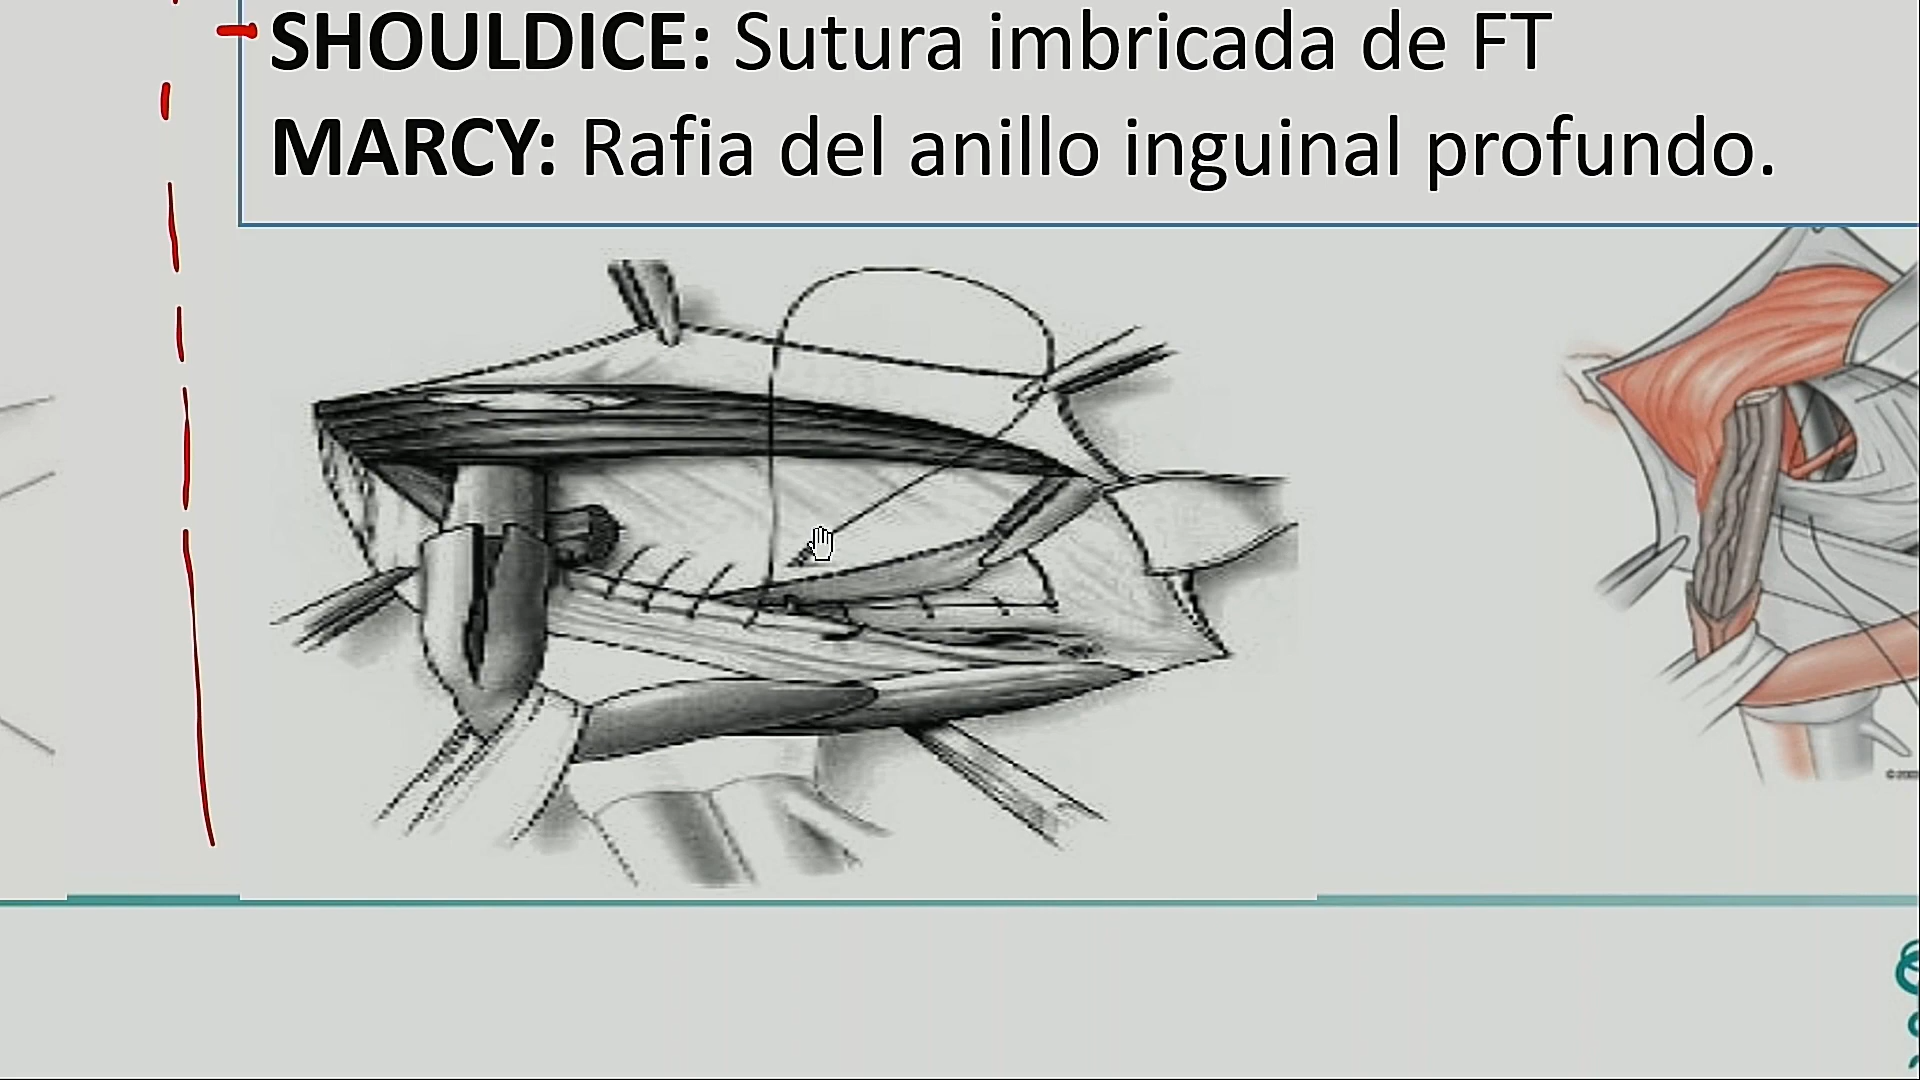 SHOULDICE: Sutura imbricada de FT
MARCY: Rafia del anillo inguinal profundo.